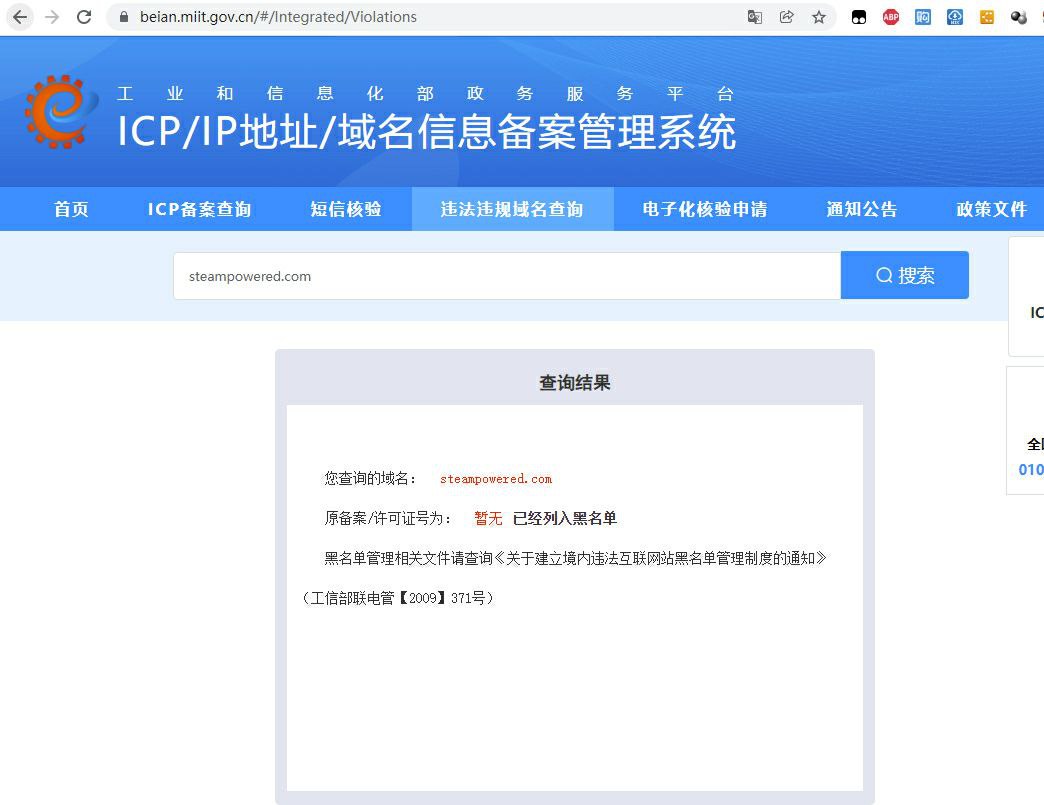 beian.miit.gov.cn/#/Integrated/Violations
ABP
购
工业和信息化部政务服务平台
ICP/IP地址/域名信息备案管理系统
首页 ICP备案查询 短信核验 违法违规域名查询 电子化核验申请 通知公告 政策文件
steampowered.com 搜索
IC
查询结果
全
010
您查询的域名： steampowered.com
原备案/许可证号为： 暂无 已经列入黑名单
黑名单管理相关文件请查询《关于建立境内违法互联网站黑名单管理制度的通知》
（工信部联电管【2009】371号）